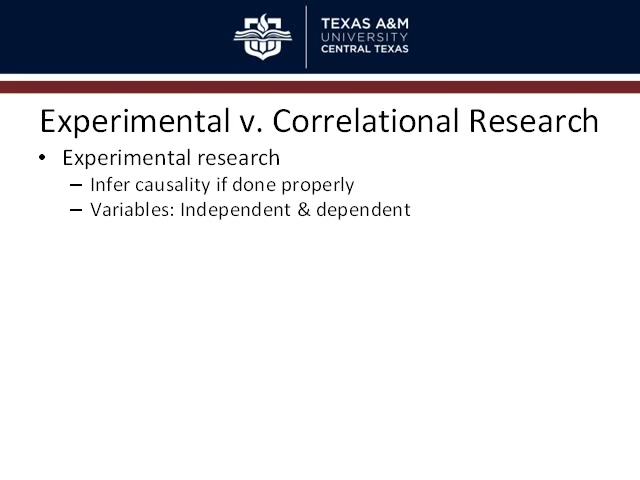 TEXAS A&M
UNIVERSITY
CENTRAL TEXAS
Experimental v. Correlational Research
• Experimental research
– Infer causality if done properly
– Variables: Independent & dependent